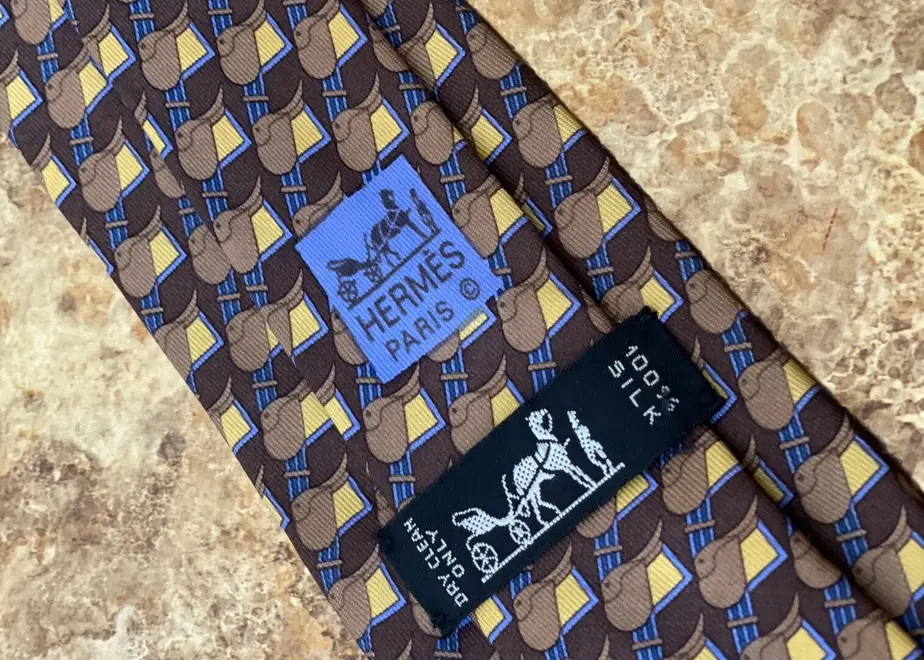 HERMÈS
PARIS ©
100%
SILK
DRY CLEAN
ONLY